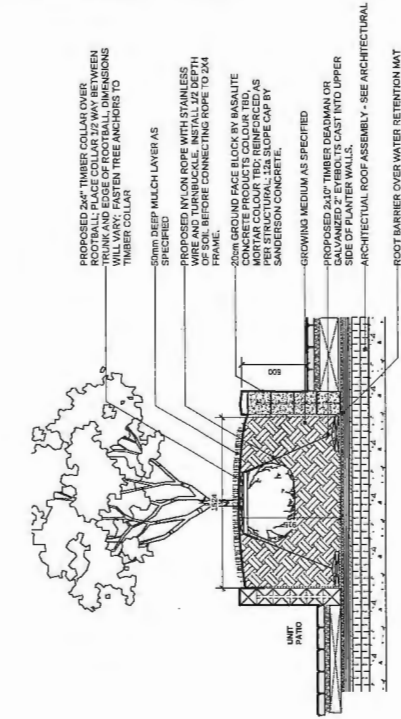 PROPOSED 2x4" TIMBER COLLAR OVER
ROOTBALL; PLACE COLLAR 1/2 WAY BETWEEN
TRUNK AND EDGE OF ROOTBALL, DIMENSIONS
WILL VARY; FASTEN TREE ANCHORS TO
TIMBER COLLAR
50mm DEEP MULCH LAYER AS
SPECIFIED
PROPOSED NYLON ROPE WITH STAINLESS
WIRE AND TURNBUCKLE. INSTALL 1/2 DEPTH
OF SOIL BEFORE CONNECTING ROPE TO 2X4
FRAME.
20cm GROUND FACE BLOCK BY BASALITE
CONCRETE PRODUCTS COLOUR TBD,
MORTAR COLOUR TBD; REINFORCED AS
PER STRUCTURAL; 12a SLOPE CAP BY
SANDERSON CONCRETE.
GROWING MEDIUM AS SPECIFIED
PROPOSED 2x10" TIMBER DEADMAN OR
GALVANIZED 2" EYEBOLTS CAST INTO UPPER
SIDE OF PLANTER WALLS.
ARCHITECTURAL ROOF ASSEMBLY - SEE ARCHITECTURAL
ROOT BARRIER OVER WATER RETENTION MAT
UNIT
PATIO